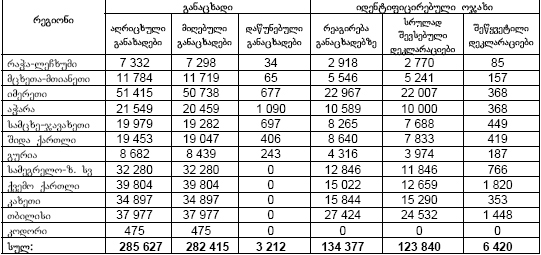 რეგიონი განაცხადი იდენტიფიცირებული ოჯახი
აღრიცხული განახადები მიღებული განაცხადები დაწუნებული განაცხადები რეაგირება განაცხადებზე სრულად შევსებული დეკლარაციები შეწყვეტილი დეკლარაციები
რაჭა-ლეჩხუმი 7 332 7 298 34 2 918 2 770 85
მცხეთა-მთიანეთი 11 784 11 719 65 5 546 5 241 157
იმერეთი 51 415 50 738 677 22 967 22 007 368
აჭარა 21 549 20 459 1 090 10 589 10 000 368
სამცხე-ჯავახეთი 19 979 19 282 697 8 265 7 688 449
შიდა ქართლი 19 453 19 047 406 8 640 7 833 419
გურია 8 682 8 439 243 4 316 3 974 187
სამეგრელო-ზ. სვ 32 280 32 280 0 12 846 11 846 766
ქვემო ქართლი 39 804 39 804 0 15 022 12 659 1 820
კახეთი 34 897 34 897 0 15 844 15 290 353
თბილისი 37 977 37 977 0 27 424 24 532 1 448
კოდორი 475 475 0 0 0 0
სულ: 285 627 282 415 3 212 134 377 123 840 6 420